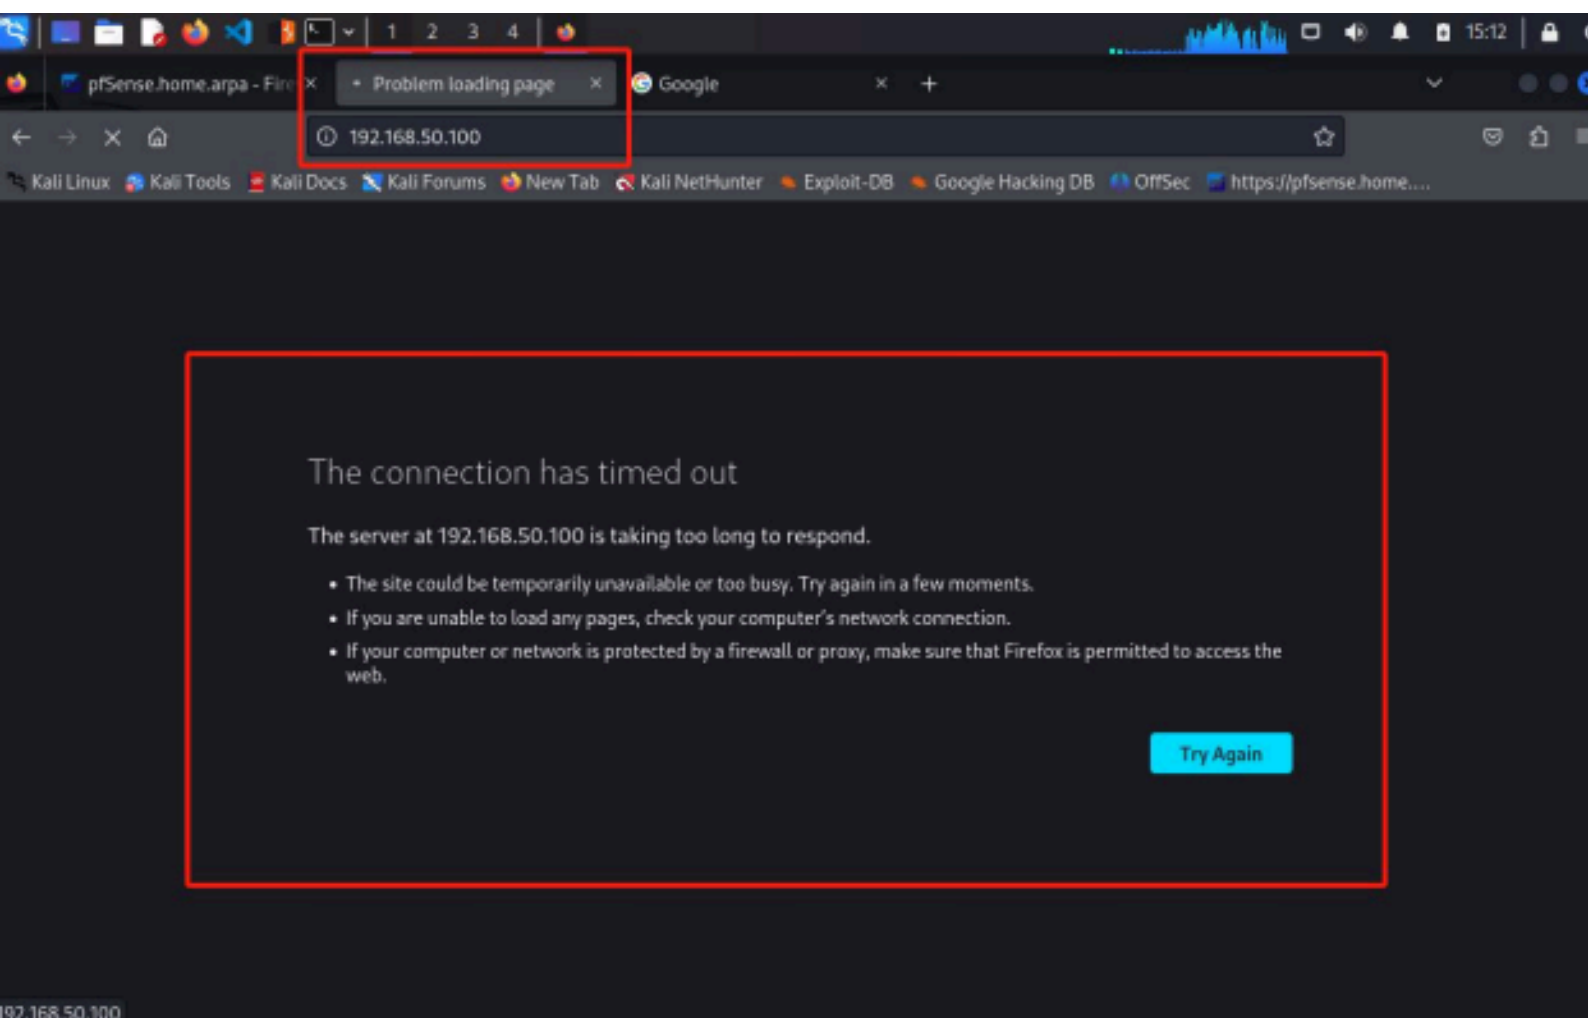 1 2 3 4 15:12
pfSense.home.arpa - Fire Problem loading page Google
192.168.50.100
Kali Linux Kali Tools Kali Docs Kali Forums New Tab Kali NetHunter Exploit-DB Google Hacking DB OffSec https://pfsense.home....
The connection has timed out
The server at 192.168.50.100 is taking too long to respond.
• The site could be temporarily unavailable or too busy. Try again in a few moments.
• If you are unable to load any pages, check your computer's network connection.
• If your computer or network is protected by a firewall or proxy, make sure that Firefox is permitted to access the
web.
Try Again
192.168.50.100